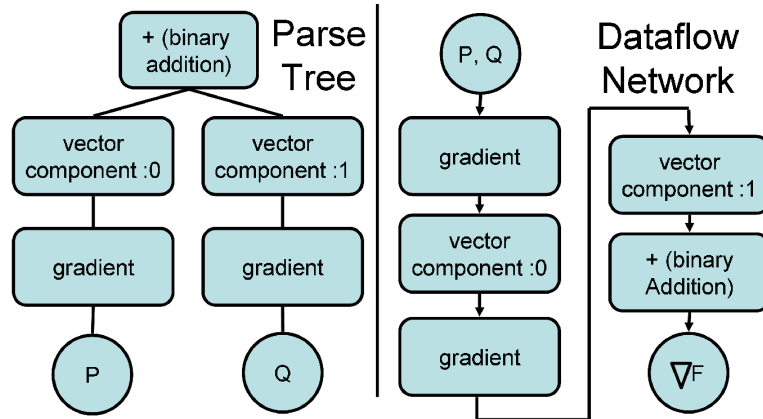 + (binary
addition)
Parse
Tree
vector
component :0
vector
component :1
gradient
gradient
P
Q
P, Q
Dataflow
Network
gradient
vector
component :0
gradient
vector
component :1
+ (binary
Addition)
∇F